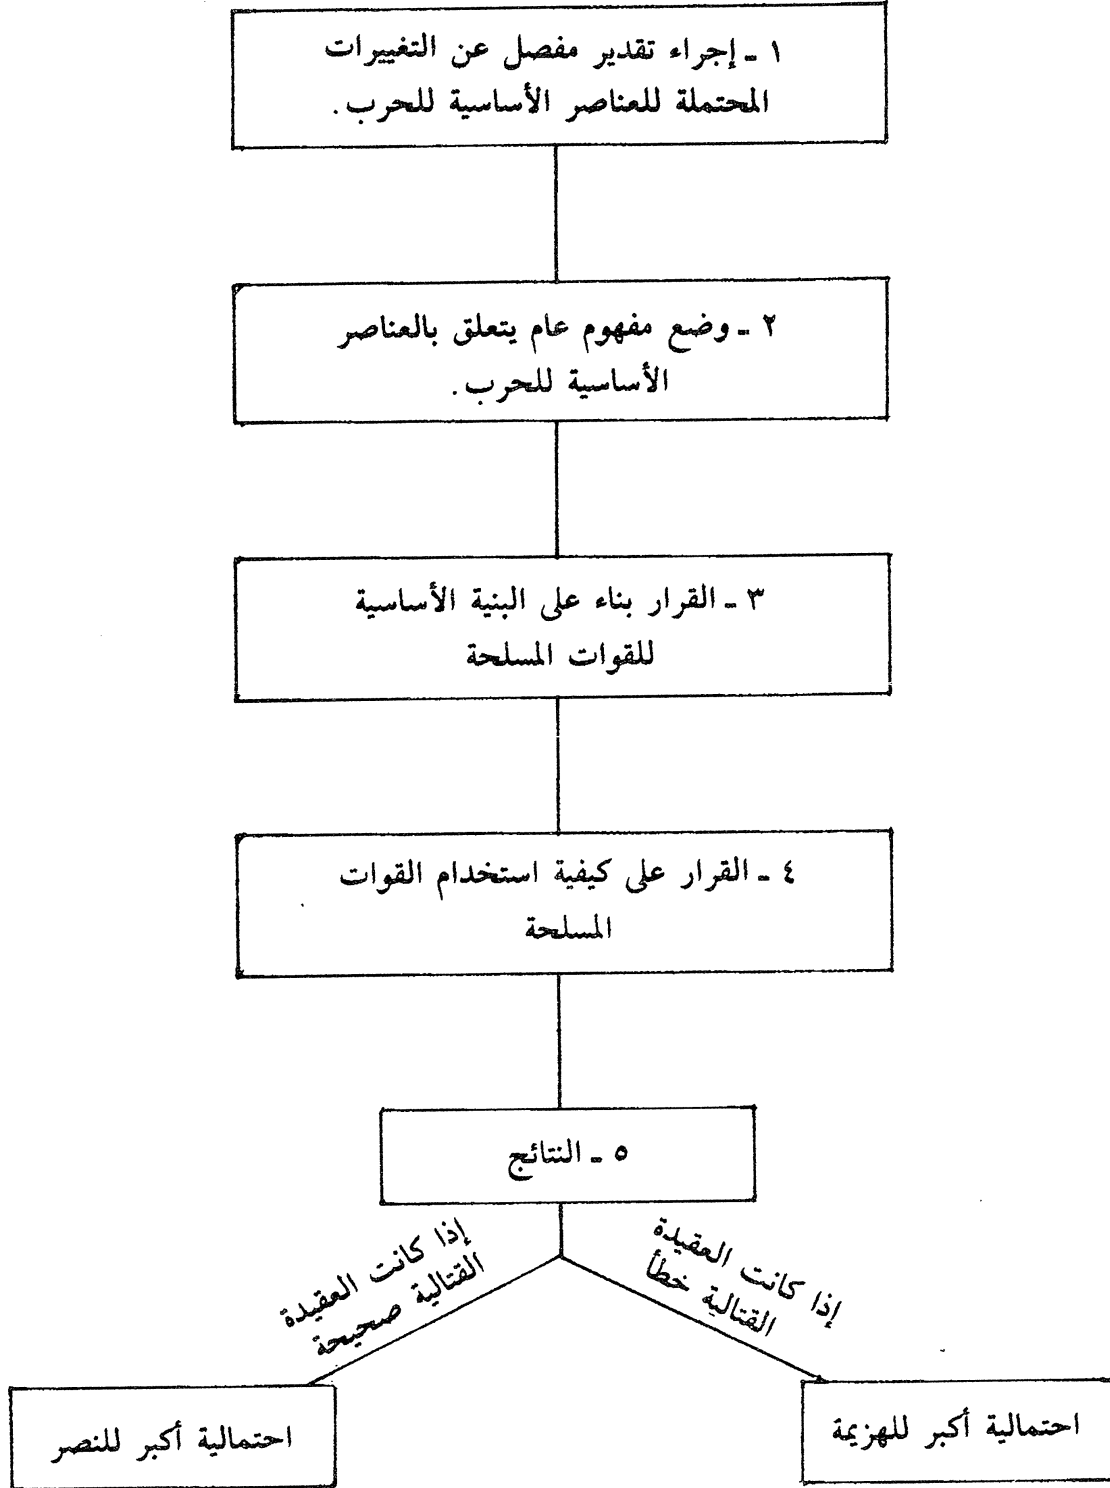 ١ - إجراء تقدير مفصل عن التغييرات
المحتملة للعناصر الأساسية للحرب.
٢ - وضع مفهوم عام يتعلق بالعناصر
الأساسية للحرب.
٣ - القرار بناء على البنية الأساسية
للقوات المسلحة
٤ - القرار على كيفية استخدام القوات
المسلحة
٥ - النتائج
إذا كانت العقيدة
القتالية خطأ
إذا كانت العقيدة
القتالية صحيحة
احتمالية أكبر للهزيمة
احتمالية أكبر للنصر